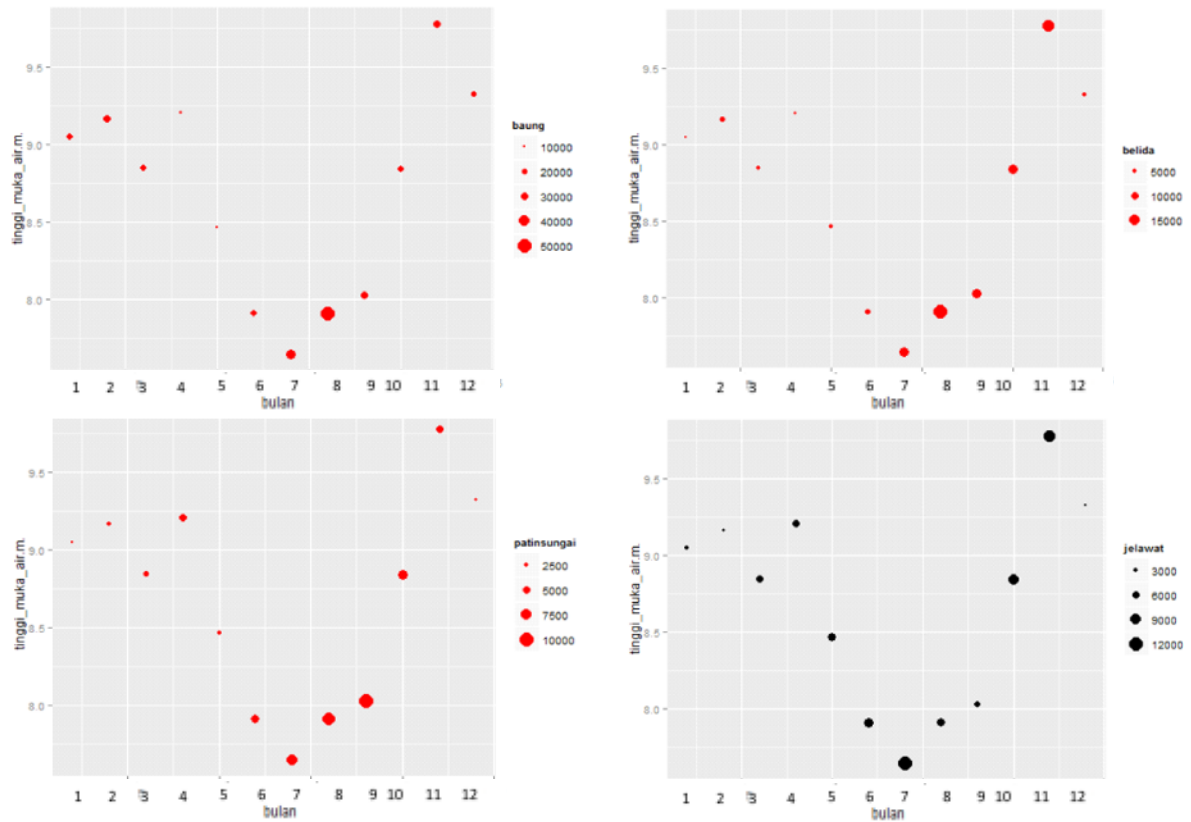 tinggi_muka_air.m.
9.5
9.0
8.5
8.0
1 2 3 4 5 6 7 8 9 10 11 12
bulan
baung
10000
20000
30000
40000
50000
tinggi_muka_air.m.
9.5
9.0
8.5
8.0
1 2 3 4 5 6 7 8 9 10 11 12
bulan
belida
5000
10000
15000
tinggi_muka_air.m.
9.5
9.0
8.5
8.0
1 2 3 4 5 6 7 8 9 10 11 12
bulan
patinsungai
2500
5000
7500
10000
tinggi_muka_air.m.
9.5
9.0
8.5
8.0
1 2 3 4 5 6 7 8 9 10 11 12
bulan
jelawat
3000
6000
9000
12000